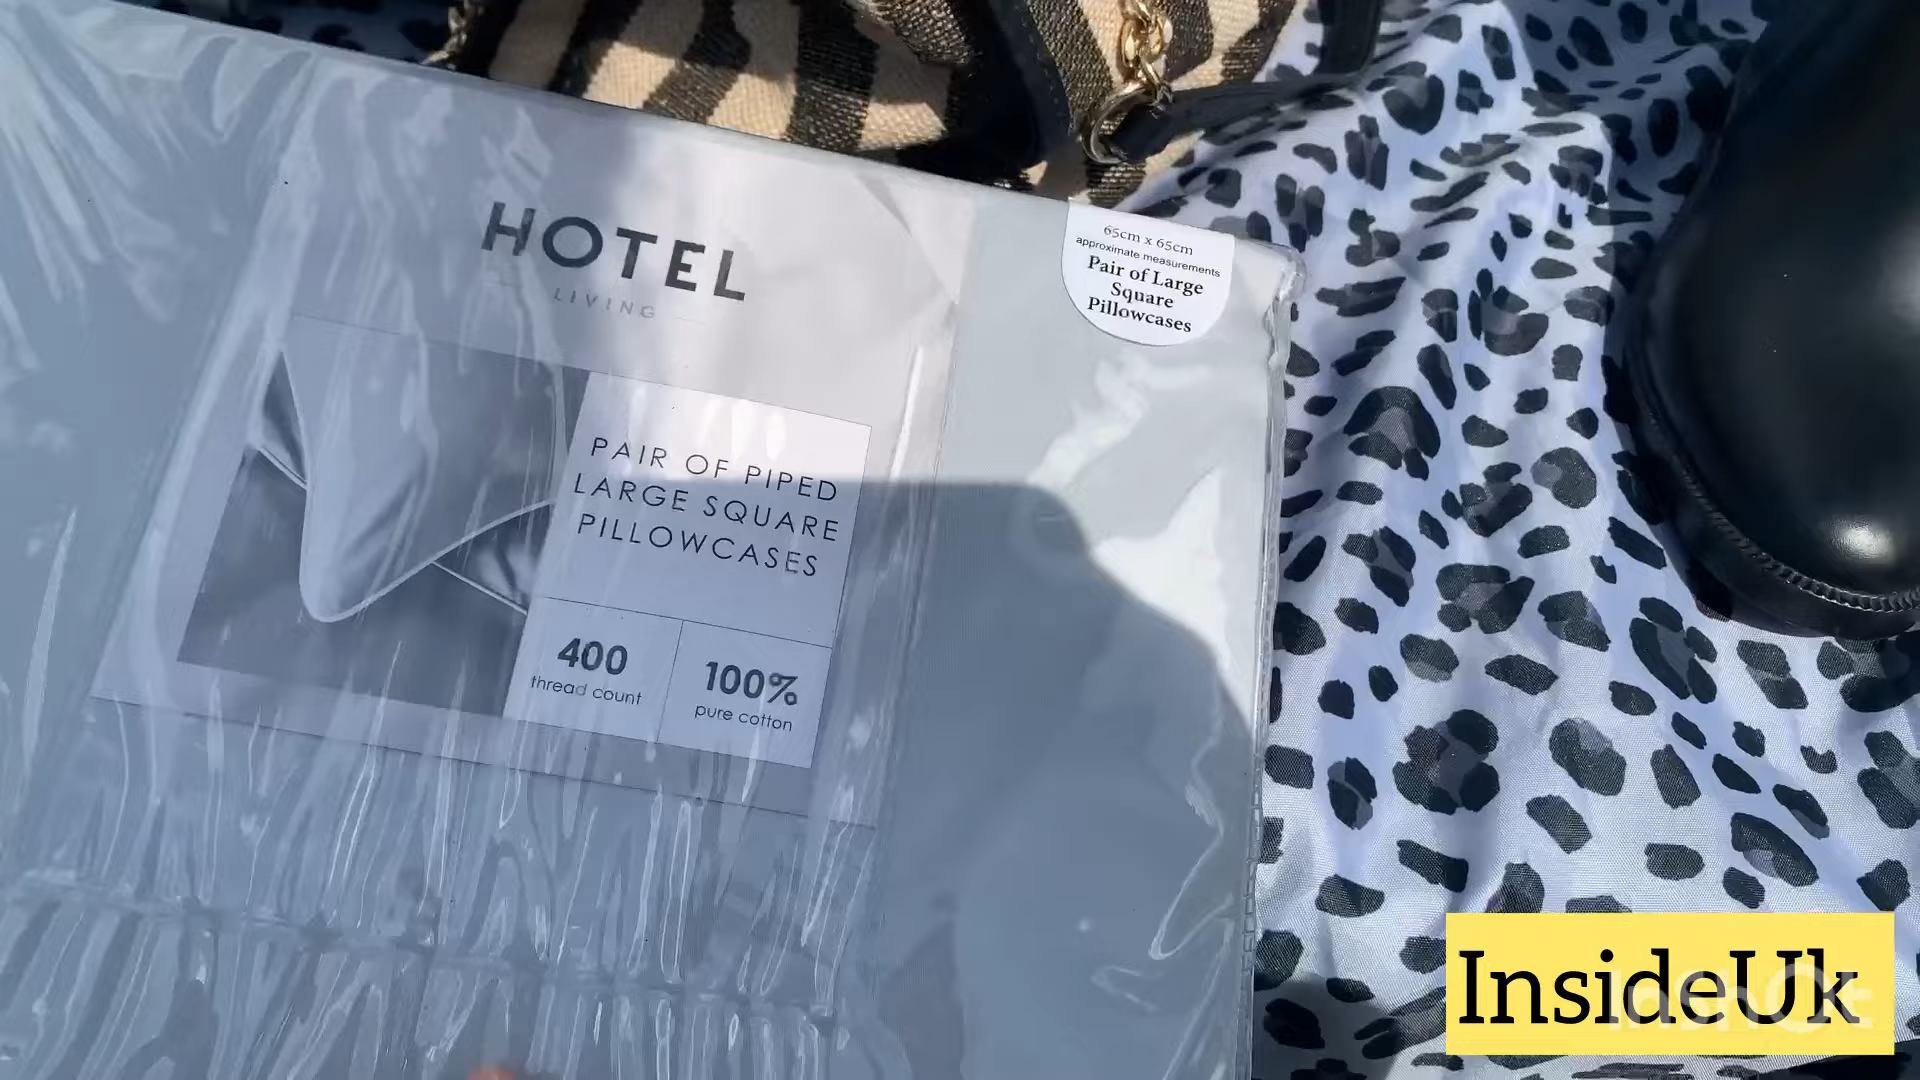 HOTEL
LIVING
65cm x 65cm
approximate measurements
Pair of Large
Square
Pillowcases
PAIR OF PIPED
LARGE SQUARE
PILLOWCASES
400
thread count
100%
pure cotton
InsideUk
InShOt